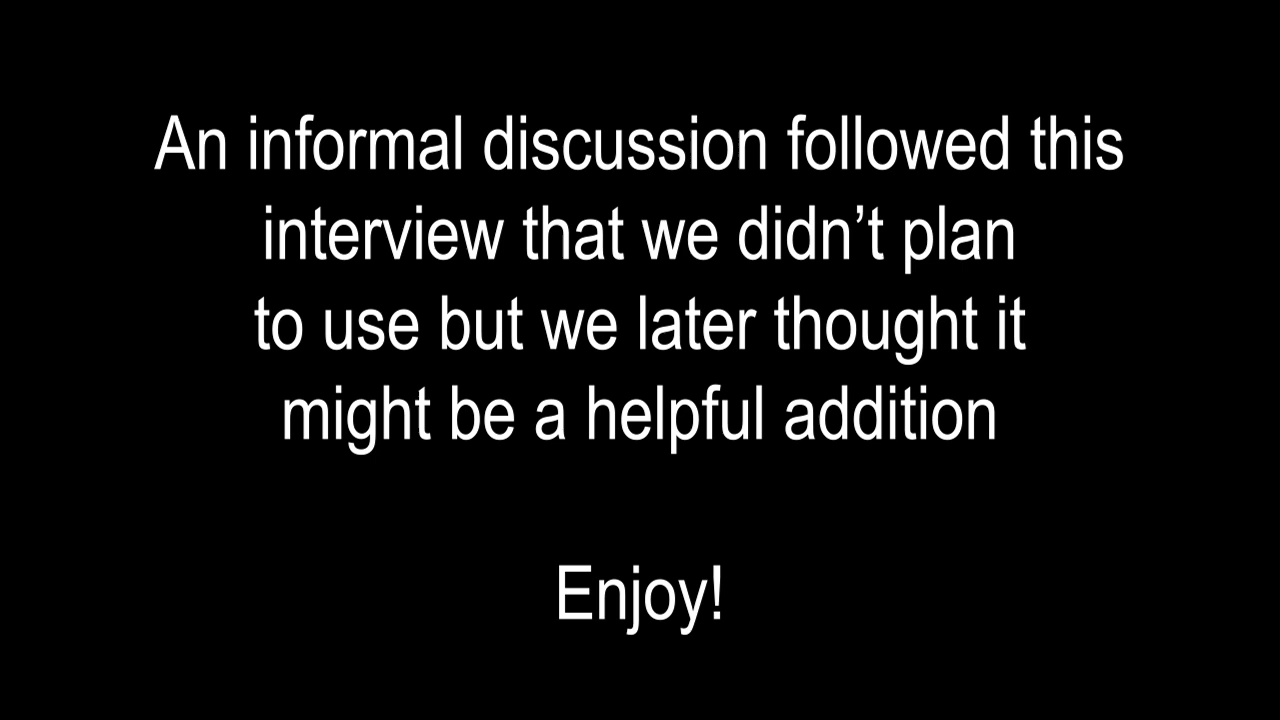 An informal discussion followed this
interview that we didn’t plan
to use but we later thought it
might be a helpful addition
Enjoy!